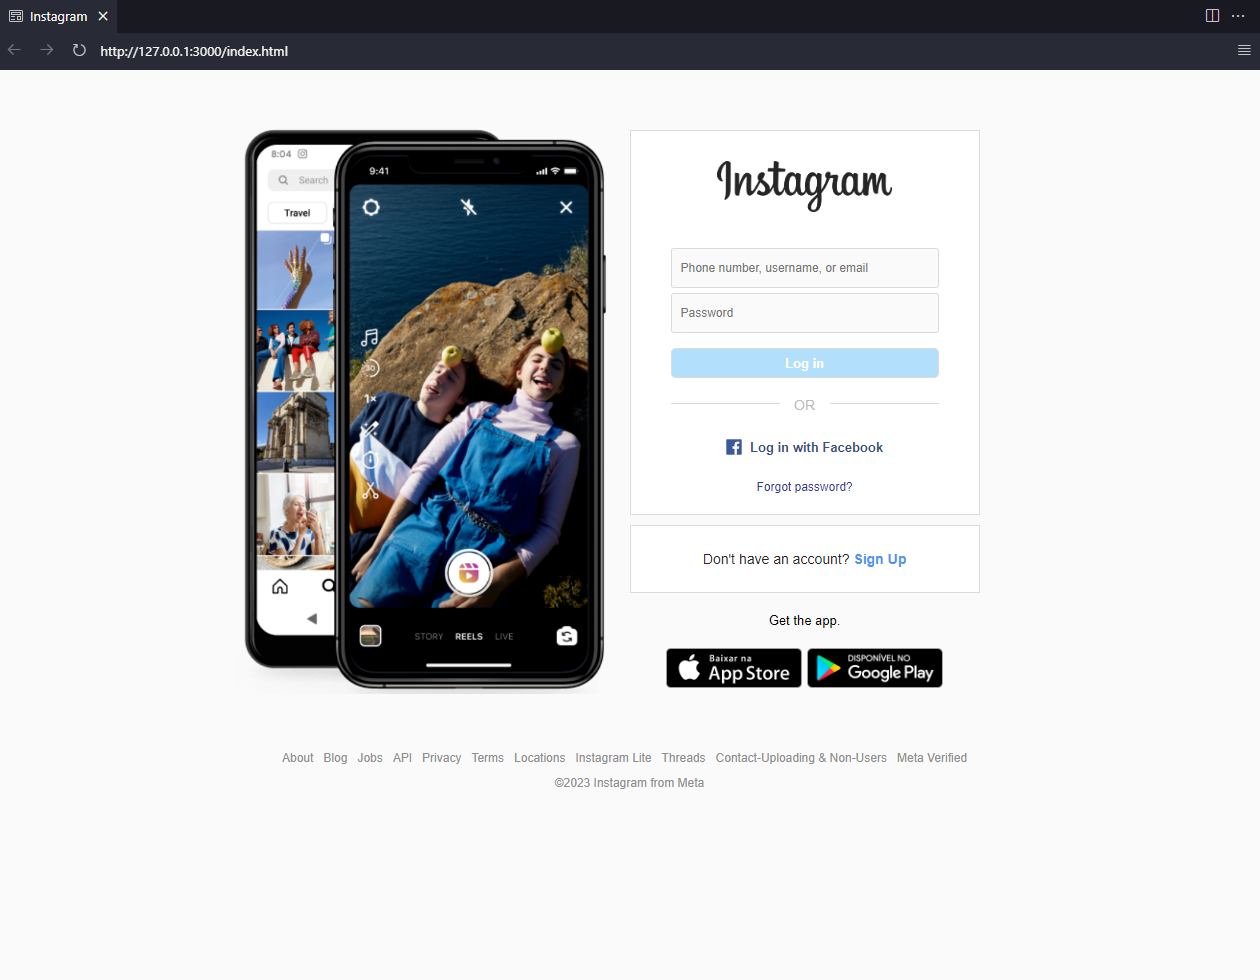 Instagram
http://127.0.0.1:3000/index.html
8:04
Search
Travel
9:41
30
1x
STORY REELS LIVE
Instagram
Phone number, username, or email
Password
Log in
OR
Log in with Facebook
Forgot password?
Don't have an account? Sign Up
Get the app.
Baixar na
App Store
DISPONÍVEL NO
Google Play
About Blog Jobs API Privacy Terms Locations Instagram Lite Threads Contact-Uploading & Non-Users Meta Verified
©2023 Instagram from Meta